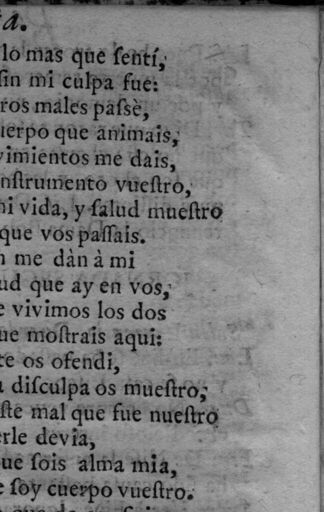 ia.
lo mas que ſentí,
ſin mi culpa fue:
ros males paſsè,
uerpo que animais,
vimientos me dais,
nſtrumento vueſtro,
mi vida, y ſalud mueſtro
que vos paſſais.
me dàn à mi
ud que ay en vos,
e vivimos los dos
ue moſtrais aqui:
te os ofendi,
a diſculpa os mueſtro,
ſte mal que fue nueſtro
erle devia,
ue ſois alma mia,
e ſoy cuerpo vueſtro.